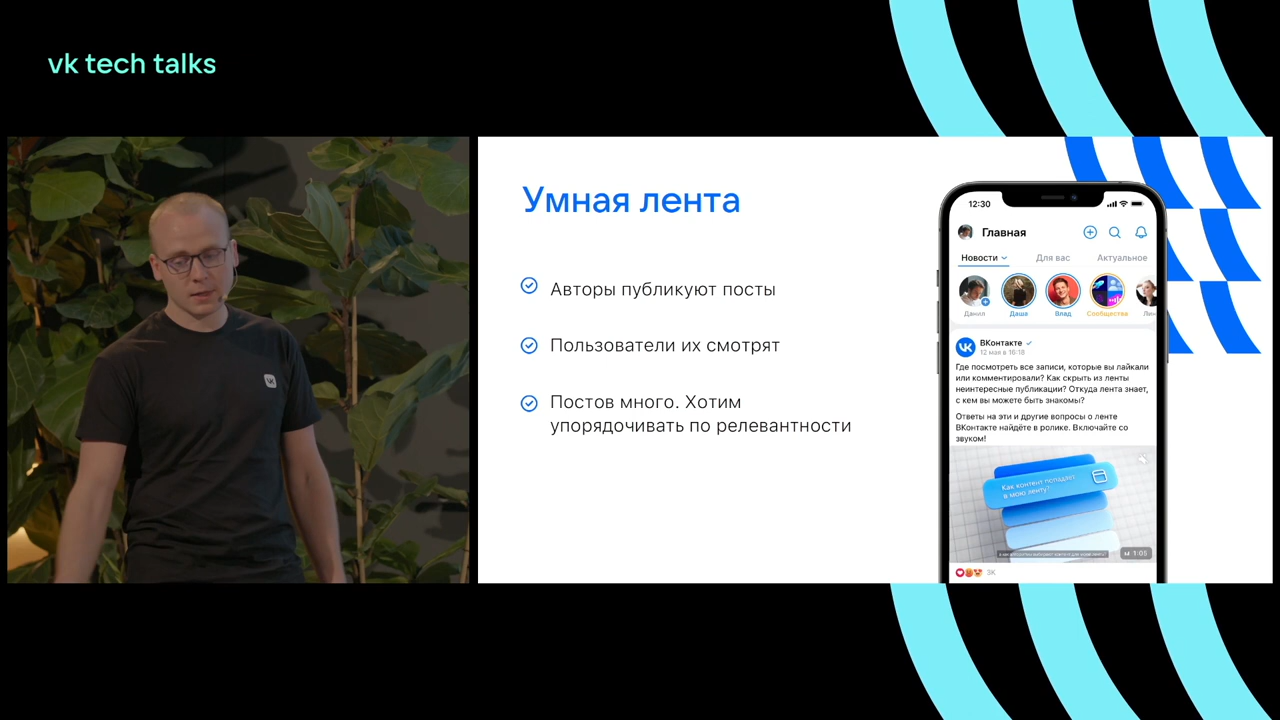 vk tech talks
Умная лента
Авторы публикуют посты
Пользователи их смотрят
Постов много. Хотим
упорядочивать по релевантности
12:30
Главная
Новости
Для вас
Актуальное
Данил
Даша
Влад
Сообщества
ВКонтакте
12 мая в 16:18
Где посмотреть все записи, которые вы лайкали
или комментировали? Как скрыть из ленты
неинтересные публикации? Откуда лента знает,
с кем вы можете быть знакомы?
Ответы на эти и другие вопросы о ленте
ВКонтакте найдёте в ролике. Включайте со
звуком!
Как контент попадает
в мою ленту?
1:05
3K